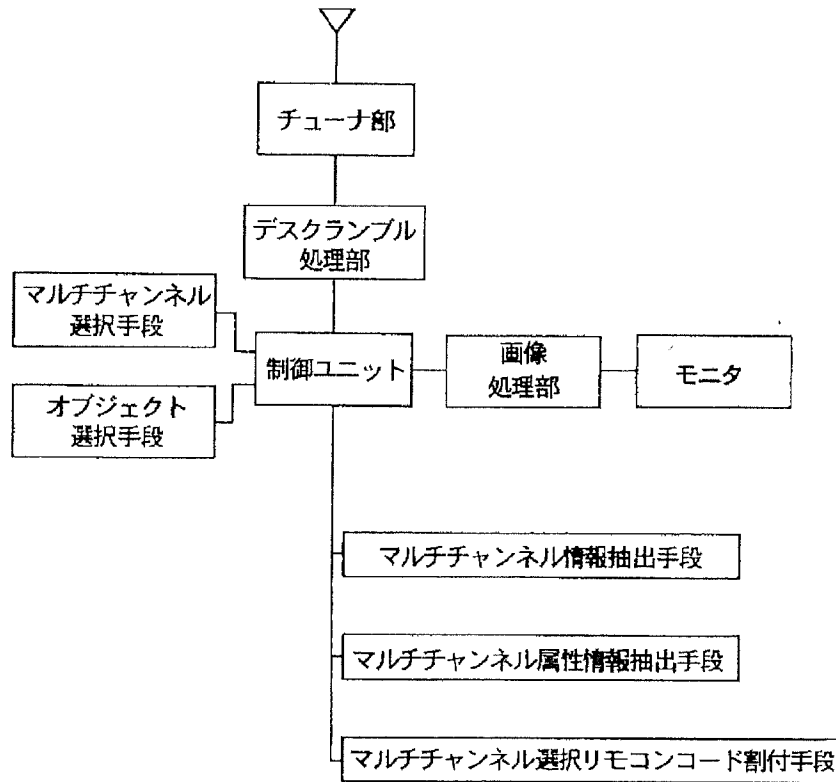 チューナ部
デスクランブル
処理部
マルチチャンネル
選択手段
制御ユニット
画像
処理部
モニタ
オブジェクト
選択手段
マルチチャンネル情報抽出手段
マルチチャンネル属性情報抽出手段
マルチチャンネル選択リモコンコード割付手段